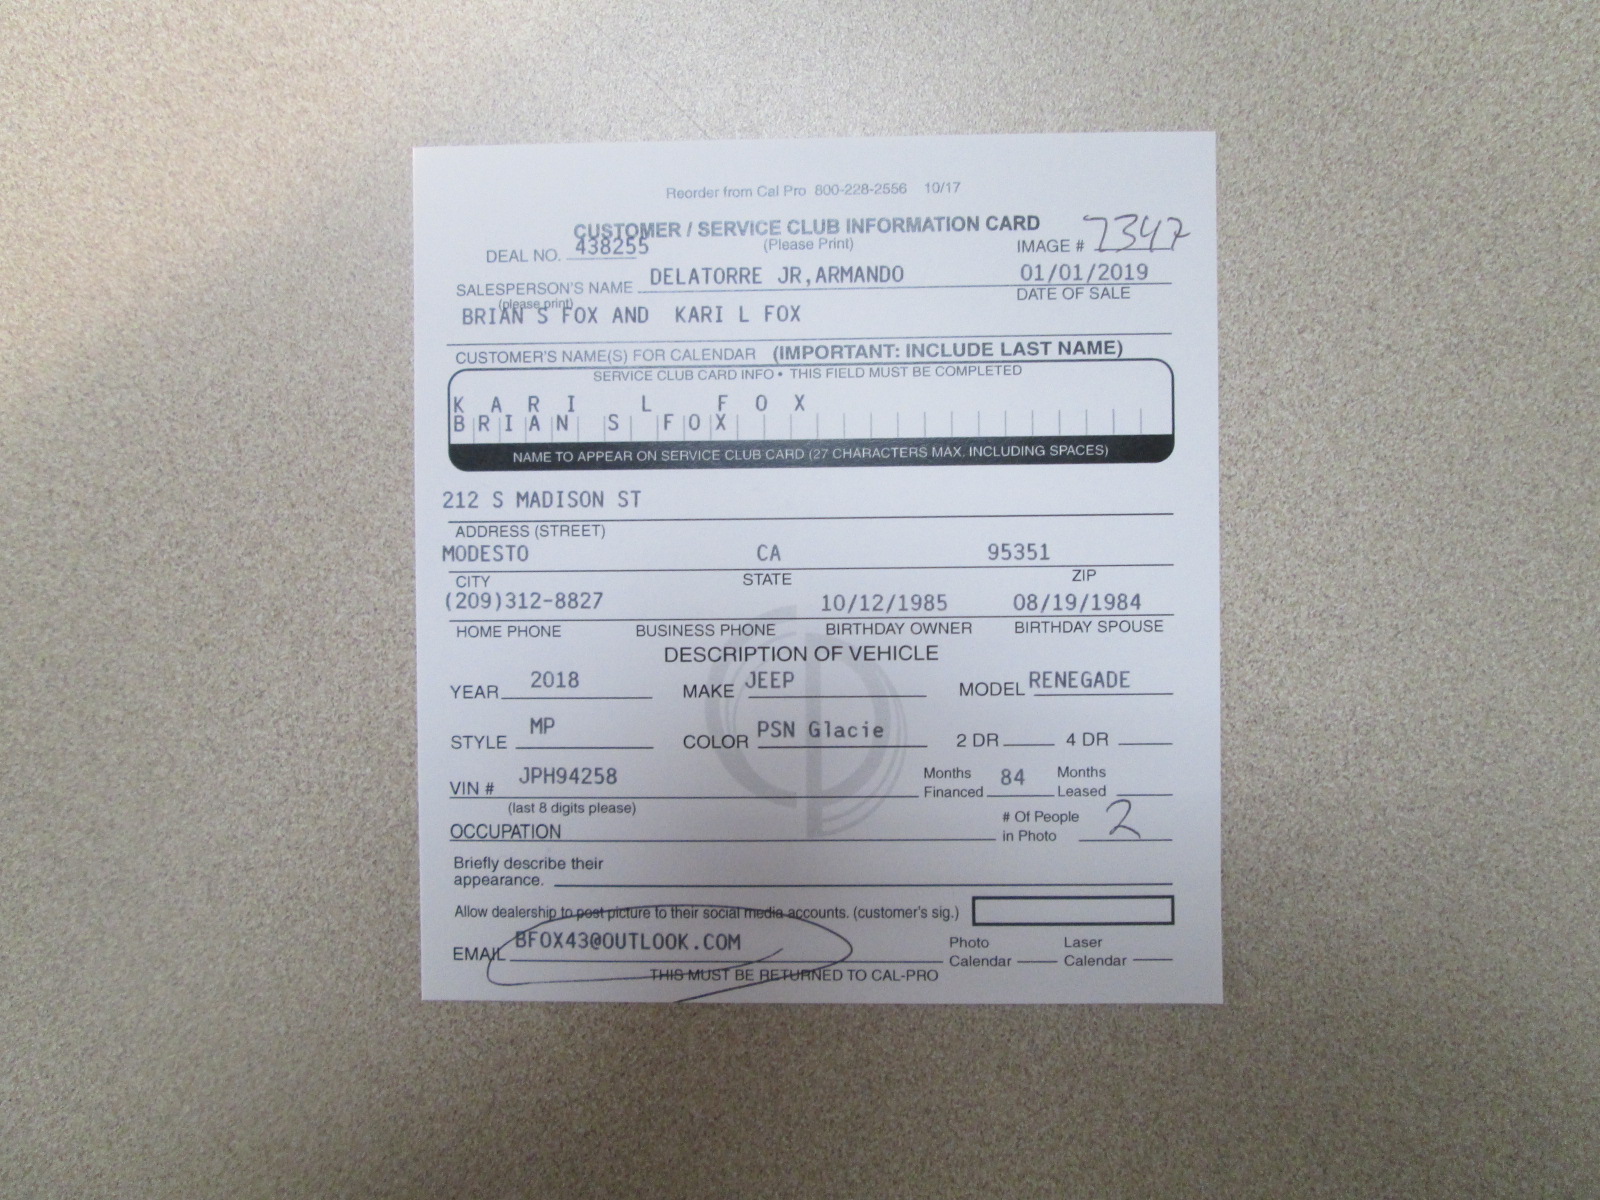 Reorder from Cal Pro 800-228-2556 10/17
CUSTOMER / SERVICE CLUB INFORMATION CARD
(Please Print)
DEAL NO. 438255
IMAGE # 7347
SALESPERSON'S NAME DELATORRE JR,ARMANDO 01/01/2019
(please print)
DATE OF SALE
BRIAN S FOX AND KARI L FOX
CUSTOMER'S NAME(S) FOR CALENDAR (IMPORTANT: INCLUDE LAST NAME)
SERVICE CLUB CARD INFO • THIS FIELD MUST BE COMPLETED
KARI L FOX
BRIAN S FOX
NAME TO APPEAR ON SERVICE CLUB CARD (27 CHARACTERS MAX. INCLUDING SPACES)
212 S MADISON ST
ADDRESS (STREET)
MODESTO CA 95351
CITY STATE ZIP
(209)312-8827 10/12/1985 08/19/1984
HOME PHONE BUSINESS PHONE BIRTHDAY OWNER BIRTHDAY SPOUSE
DESCRIPTION OF VEHICLE
YEAR 2018 MAKE JEEP MODEL RENEGADE
STYLE MP COLOR PSN Glacie 2 DR 4 DR
VIN # JPH94258 Months Financed 84 Months Leased
(last 8 digits please)
OCCUPATION # Of People in Photo 2
Briefly describe their
appearance.
Allow dealership to post picture to their social media accounts. (customer's sig.)
EMAIL BFOX43@OUTLOOK.COM Photo Calendar Laser Calendar
THIS MUST BE RETURNED TO CAL-PRO